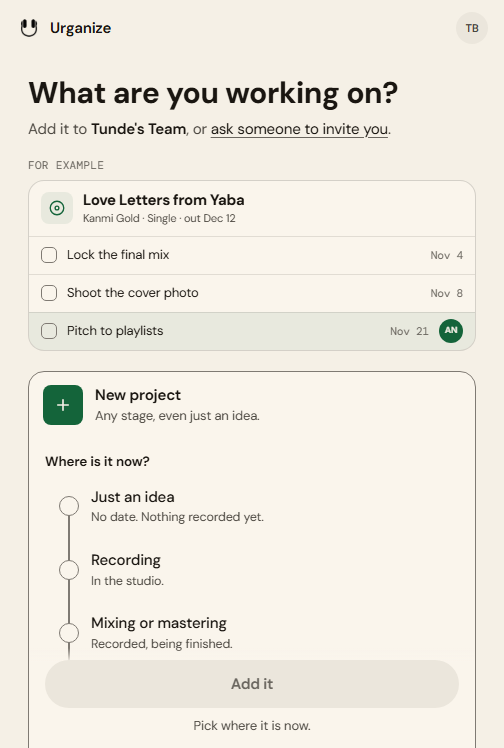 Urganize
TB
What are you working on?
Add it to Tunde's Team, or ask someone to invite you.
FOR EXAMPLE
Love Letters from Yaba
Kanmi Gold · Single · out Dec 12
Lock the final mix Nov 4
Shoot the cover photo Nov 8
Pitch to playlists Nov 21 AN
New project
Any stage, even just an idea.
Where is it now?
Just an idea
No date. Nothing recorded yet.
Recording
In the studio.
Mixing or mastering
Recorded, being finished.
Add it
Pick where it is now.